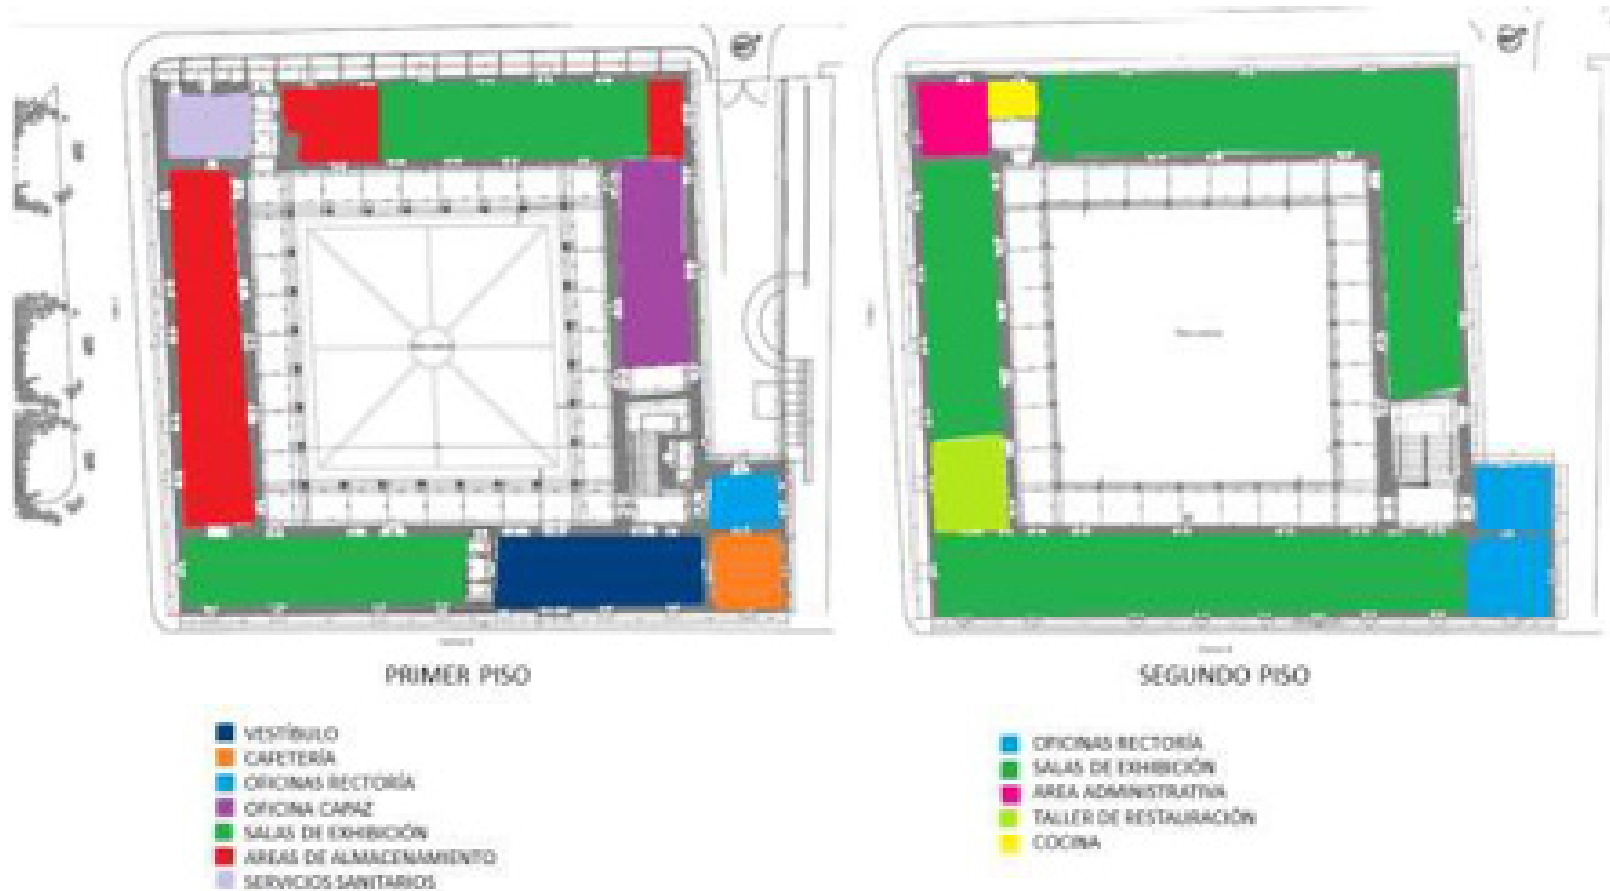 PRIMER PISO
VESTÍBULO
CAFETERÍA
OFICINAS RECTORÍA
OFICINA CAPAZ
SALAS DE EXHIBICIÓN
AREAS DE ALMACENAMIENTO
SERVICIOS SANITARIOS
SEGUNDO PISO
OFICINAS RECTORÍA
SALAS DE EXHIBICIÓN
AREA ADMINISTRATIVA
TALLER DE RESTAURACIÓN
COCINA